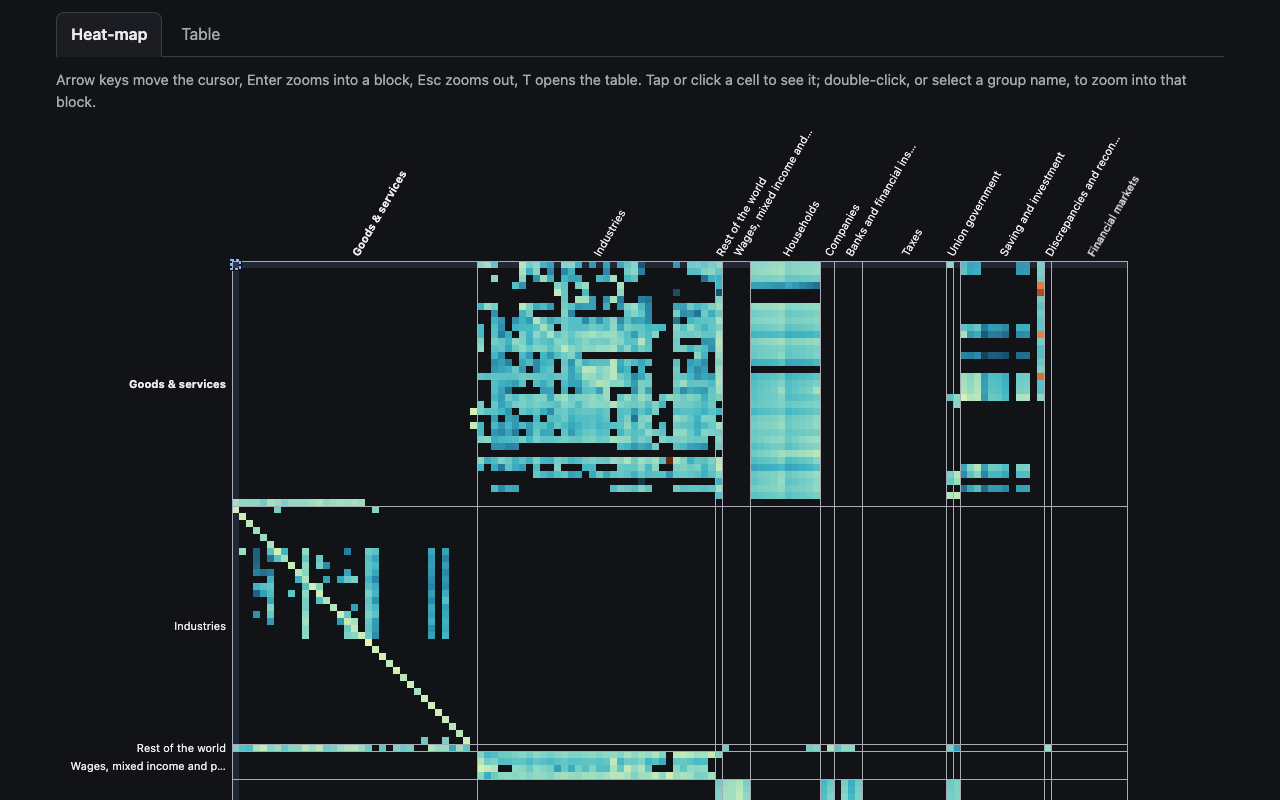 Heat-map
Table
Arrow keys move the cursor, Enter zooms into a block, Esc zooms out, T opens the table. Tap or click a cell to see it; double-click, or select a group name, to zoom into that
block.
Goods & services
Industries
Rest of the world
Wages, mixed income and...
Households
Companies
Banks and financial ins...
Taxes
Union government
Saving and investment
Discrepancies and recon...
Financial markets
Goods & services
Industries
Rest of the world
Wages, mixed income and p...